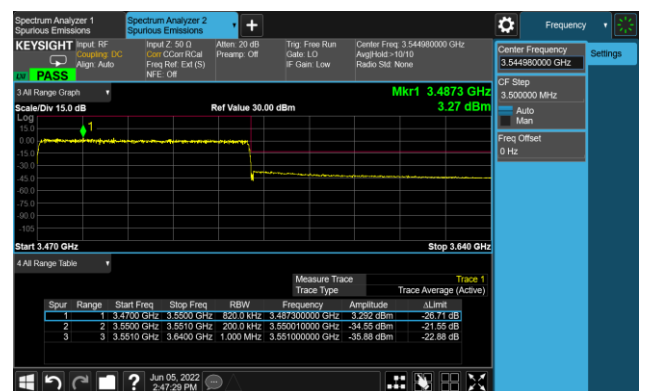 Spectrum Analyzer 1
Spurious Emissions
Spectrum Analyzer 2
Spurious Emissions
Frequency
KEYSIGHT
Input: RF
Coupling: DC
Align: Auto
Input Z: 50 Ω
Corr CCorr RCal
Freq Ref: Ext (S)
NFE: Off
Atten: 20 dB
Preamp: Off
Trig: Free Run
Gate: LO
IF Gain: Low
Center Freq: 3.544980000 GHz
Avg|Hold:>10/10
Radio Std: None
LV PASS
3 All Range Graph
Mkr1 3.4873 GHz
3.27 dBm
Scale/Div 15.0 dB
Ref Value 30.00 dBm
Log
15.0
0.00
-15.0
-30.0
-45.0
-60.0
-75.0
-90.0
-105
1
Start 3.470 GHz
Stop 3.640 GHz
4 All Range Table
Measure Trace Trace 1
Trace Type Trace Average (Active)
Spur Range Start Freq Stop Freq RBW Frequency Amplitude ΔLimit
1 1 3.4700 GHz 3.5500 GHz 820.0 kHz 3.487300000 GHz 3.292 dBm -26.71 dB
2 2 3.5500 GHz 3.5510 GHz 200.0 kHz 3.550010000 GHz -34.55 dBm -21.55 dB
3 3 3.5510 GHz 3.6400 GHz 1.000 MHz 3.551000000 GHz -35.88 dBm -22.88 dB
Jun 05, 2022
2:47:29 PM
Center Frequency
3.544980000 GHz
Settings
CF Step
3.500000 MHz
Auto
Man
Freq Offset
0 Hz